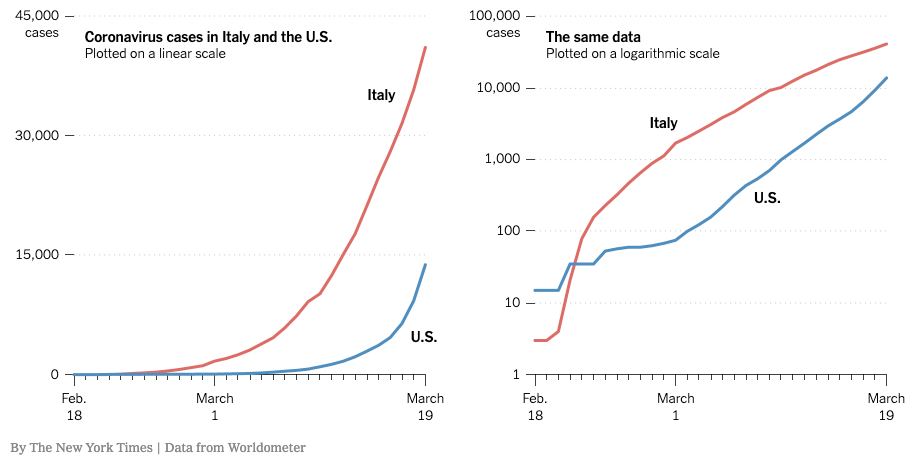 45,000
cases
Coronavirus cases in Italy and the U.S.
Plotted on a linear scale
Italy
30,000
15,000
U.S.
0
Feb.
18
March
1
March
19
100,000
cases
The same data
Plotted on a logarithmic scale
10,000
Italy
1,000
U.S.
100
10
1
Feb.
18
March
1
March
19
By The New York Times | Data from Worldometer